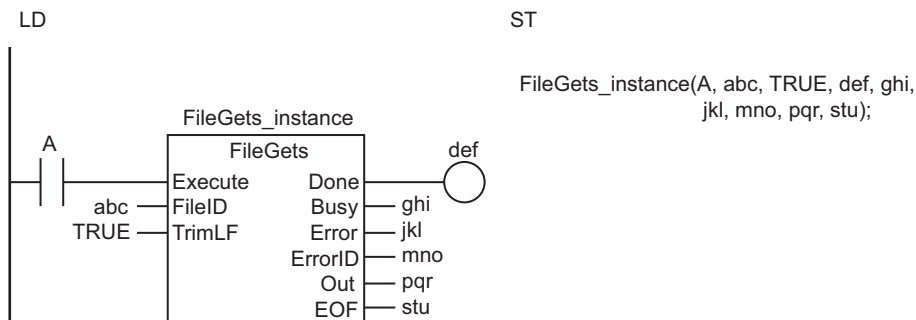 LD
ST
FileGets_instance(A, abc, TRUE, def, ghi,
jkl, mno, pqr, stu);
FileGets_instance
A
FileGets
def
Execute
Done
abc
FileID
Busy
ghi
TRUE
TrimLF
Error
jkl
ErrorID
mno
Out
pqr
EOF
stu